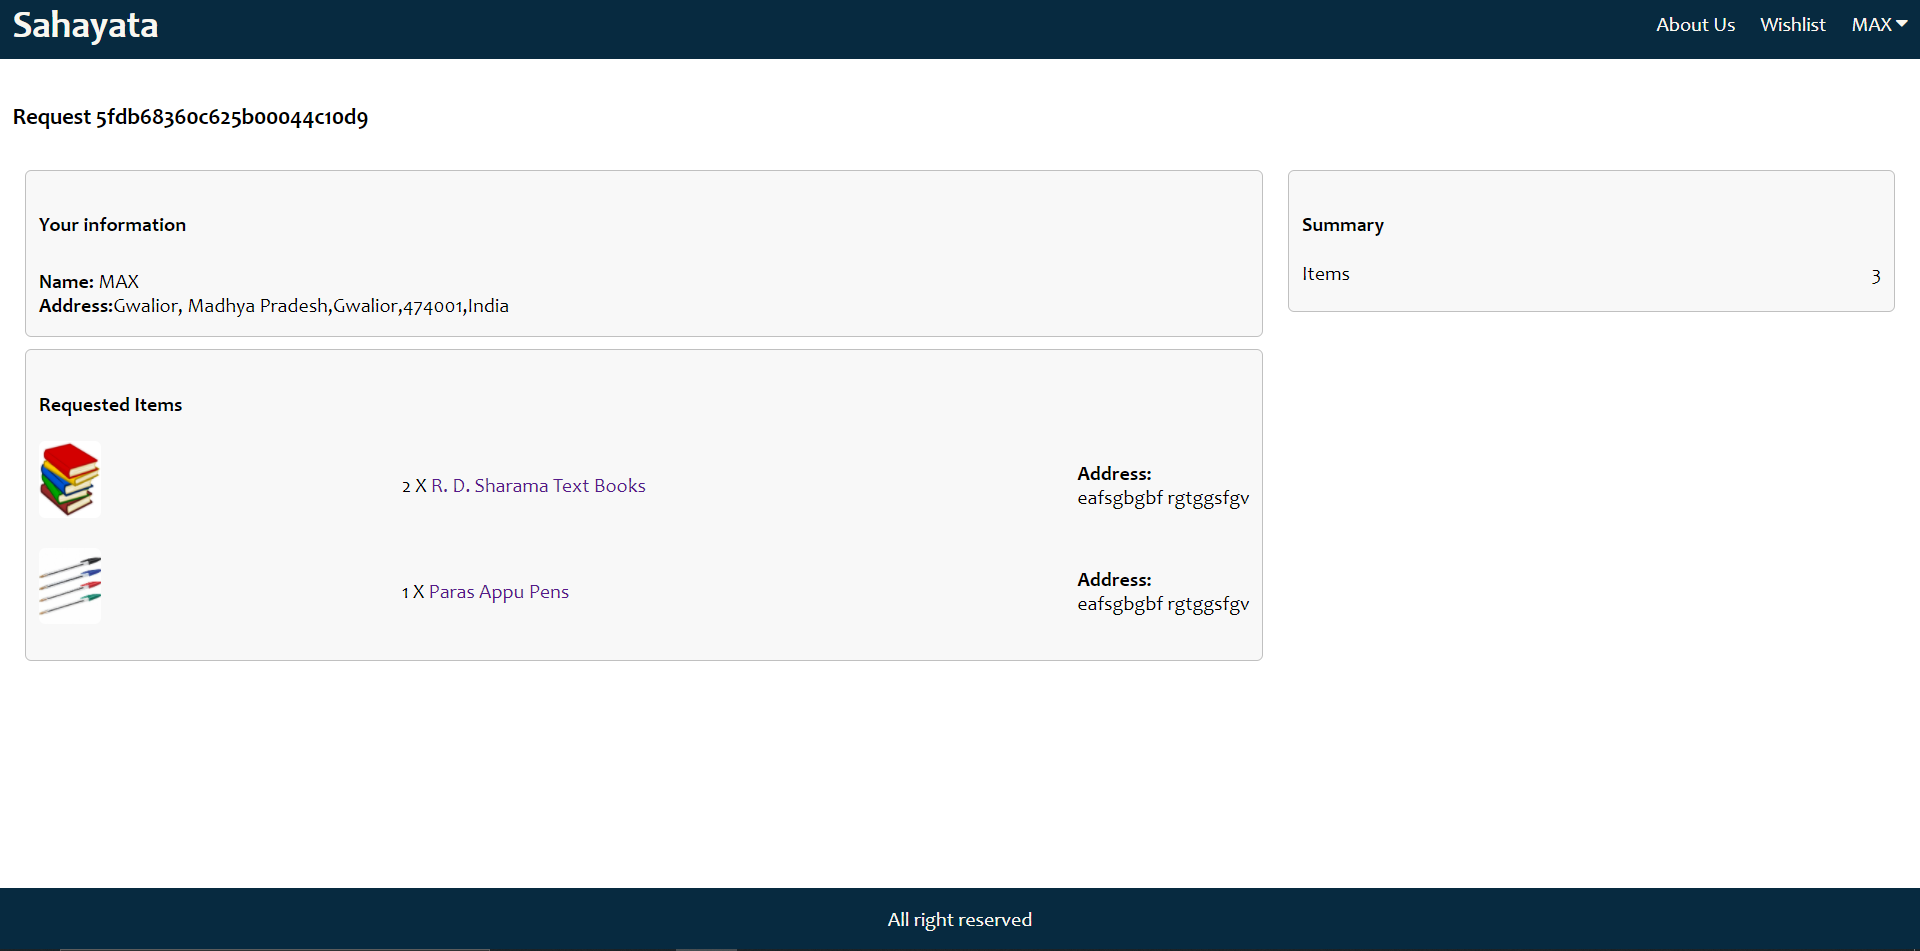 Sahayata
About Us Wishlist MAX
Request 5fdb68360c625b00044c10d9
Your information
Name: MAX
Address:Gwalior, Madhya Pradesh,Gwalior,474001,India
Summary
Items 3
Requested Items
2 X R. D. Sharama Text Books
Address:
eafsgbgbf rgtggsfgv
1 X Paras Appu Pens
Address:
eafsgbgbf rgtggsfgv
All right reserved